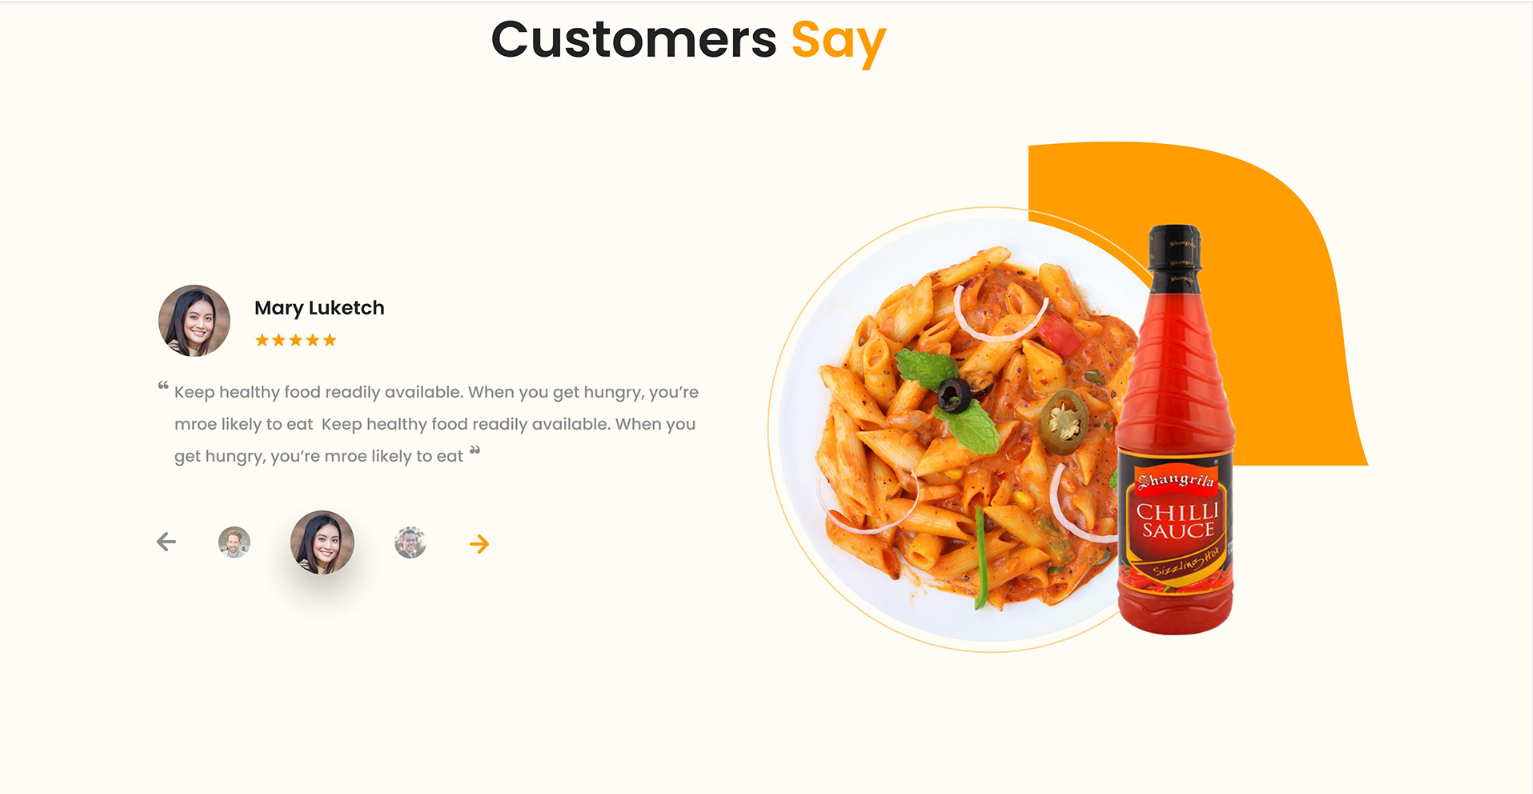 Customers Say
Mary Luketch
“ Keep healthy food readily available. When you get hungry, you’re
mroe likely to eat  Keep healthy food readily available. When you
get hungry, you’re mroe likely to eat ”
Shangrila
CHILLI
SAUCE
Sizzling Hot